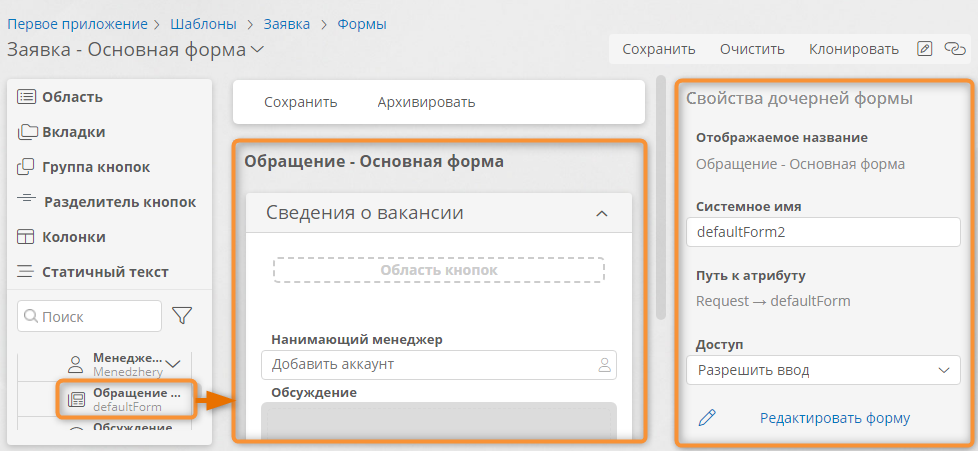 Первое приложение > Шаблоны > Заявка > Формы
Заявка - Основная форма
Сохранить Очистить Клонировать
Область
Вкладки
Группа кнопок
Разделитель кнопок
Колонки
Статичный текст
Поиск
Менедже...
Menedzhery
Обращение ...
defaultForm
Обсуждение
Сохранить Архивировать
Обращение - Основная форма
Сведения о вакансии
Область кнопок
Нанимающий менеджер
Добавить аккаунт
Обсуждение
Свойства дочерней формы
Отображаемое название
Обращение - Основная форма
Системное имя
defaultForm2
Путь к атрибуту
Request → defaultForm
Доступ
Разрешить ввод
Редактировать форму